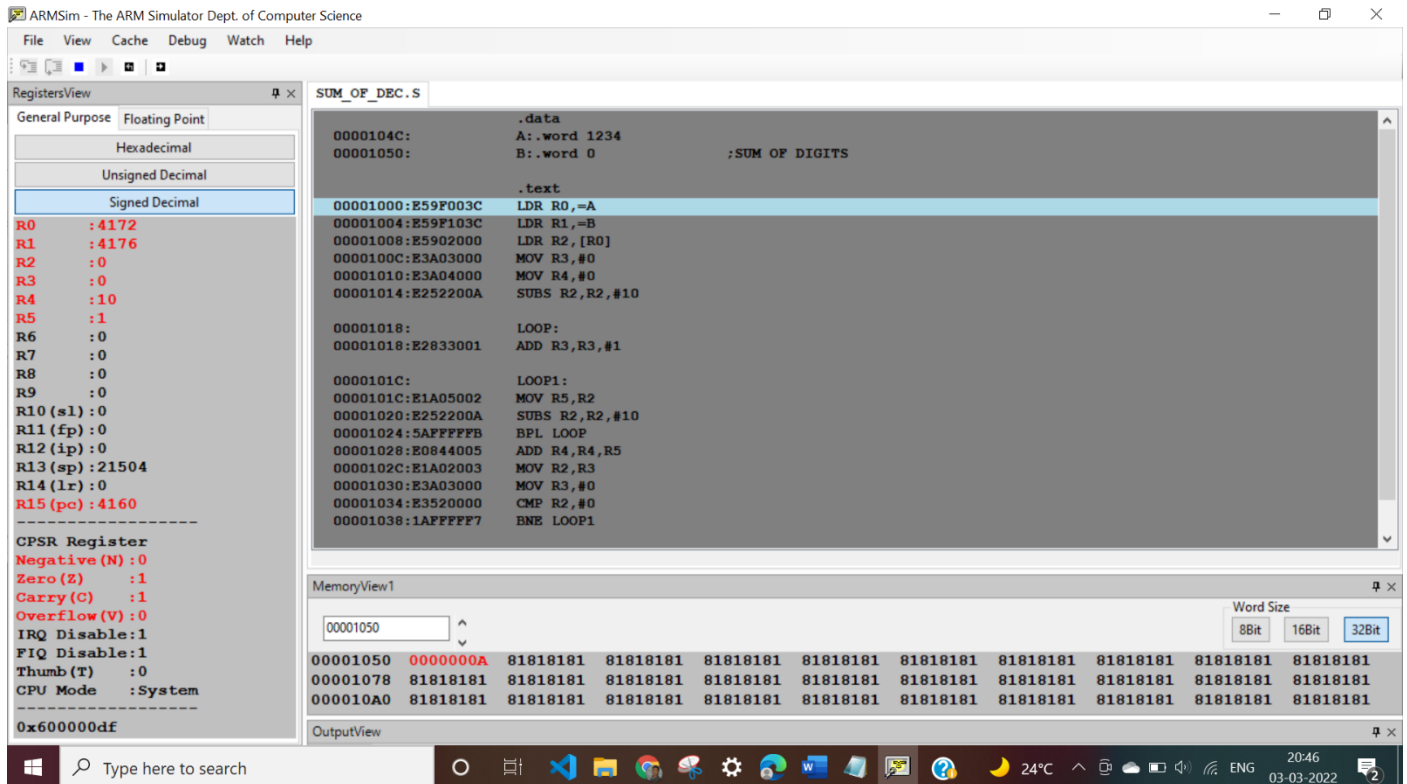 ARMSim - The ARM Simulator Dept. of Computer Science
File View Cache Debug Watch Help
RegistersView
General Purpose Floating Point
Hexadecimal
Unsigned Decimal
Signed Decimal
R0 :4172
R1 :4176
R2 :0
R3 :0
R4 :10
R5 :1
R6 :0
R7 :0
R8 :0
R9 :0
R10(sl):0
R11(fp):0
R12(ip):0
R13(sp):21504
R14(lr):0
R15(pc):4160
-------------------
CPSR Register
Negative(N):0
Zero(Z) :1
Carry(C) :1
Overflow(V):0
IRQ Disable:1
FIQ Disable:1
Thumb(T) :0
CPU Mode :System
-------------------
0x600000df
SUM_OF_DEC.S
.data
0000104C: A:.word 1234
00001050: B:.word 0 ;SUM OF DIGITS
.text
00001000:E59F003C LDR R0,=A
00001004:E59F103C LDR R1,=B
00001008:E5902000 LDR R2,[R0]
0000100C:E3A03000 MOV R3,#0
00001010:E3A04000 MOV R4,#0
00001014:E252200A SUBS R2,R2,#10
00001018: LOOP:
00001018:E2833001 ADD R3,R3,#1
0000101C: LOOP1:
0000101C:E1A05002 MOV R5,R2
00001020:E252200A SUBS R2,R2,#10
00001024:5AFFFFFB BPL LOOP
00001028:E0844005 ADD R4,R4,R5
0000102C:E1A02003 MOV R2,R3
00001030:E3A03000 MOV R3,#0
00001034:E3520000 CMP R2,#0
00001038:1AFFFFF7 BNE LOOP1
MemoryView1
Word Size
00001050 8Bit 16Bit 32Bit
00001050 0000000A 81818181 81818181 81818181 81818181 81818181 81818181 81818181 81818181 81818181
00001078 81818181 81818181 81818181 81818181 81818181 81818181 81818181 81818181 81818181 81818181
000010A0 81818181 81818181 81818181 81818181 81818181 81818181 81818181 81818181 81818181 81818181
OutputView
Type here to search
24°C ENG 20:46
03-03-2022